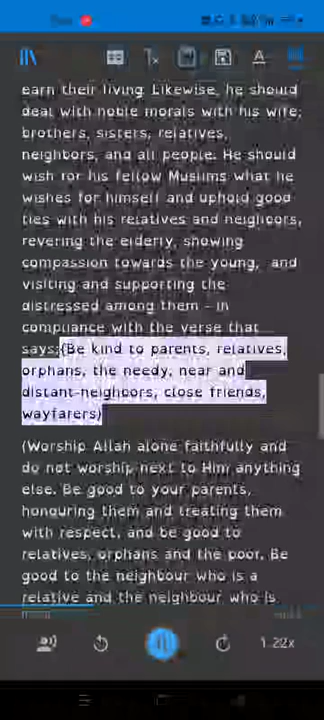 earn their living. Likewise, he should
deal with noble morals with his wife;
brothers, sisters, relatives,
neighbors, and all people. He should
wish for his fellow Muslims what he
wishes for himself and uphold good
ties with his relatives and neighbors,
revering the elderly, showing
compassion towards the young, and
visiting and supporting the
distressed among them - in
compliance with the verse that
says:{Be kind to parents, relatives,
orphans, the needy, near and
distant-neighbors, close friends,
wayfarers}
(Worship Allah alone faithfully and
do not worship next to Him anything
else. Be good to your parents,
honouring them and treating them
with respect, and be good to
relatives, orphans and the poor. Be
good to the neighbour who is a
relative and the neighbour who is
1.22x